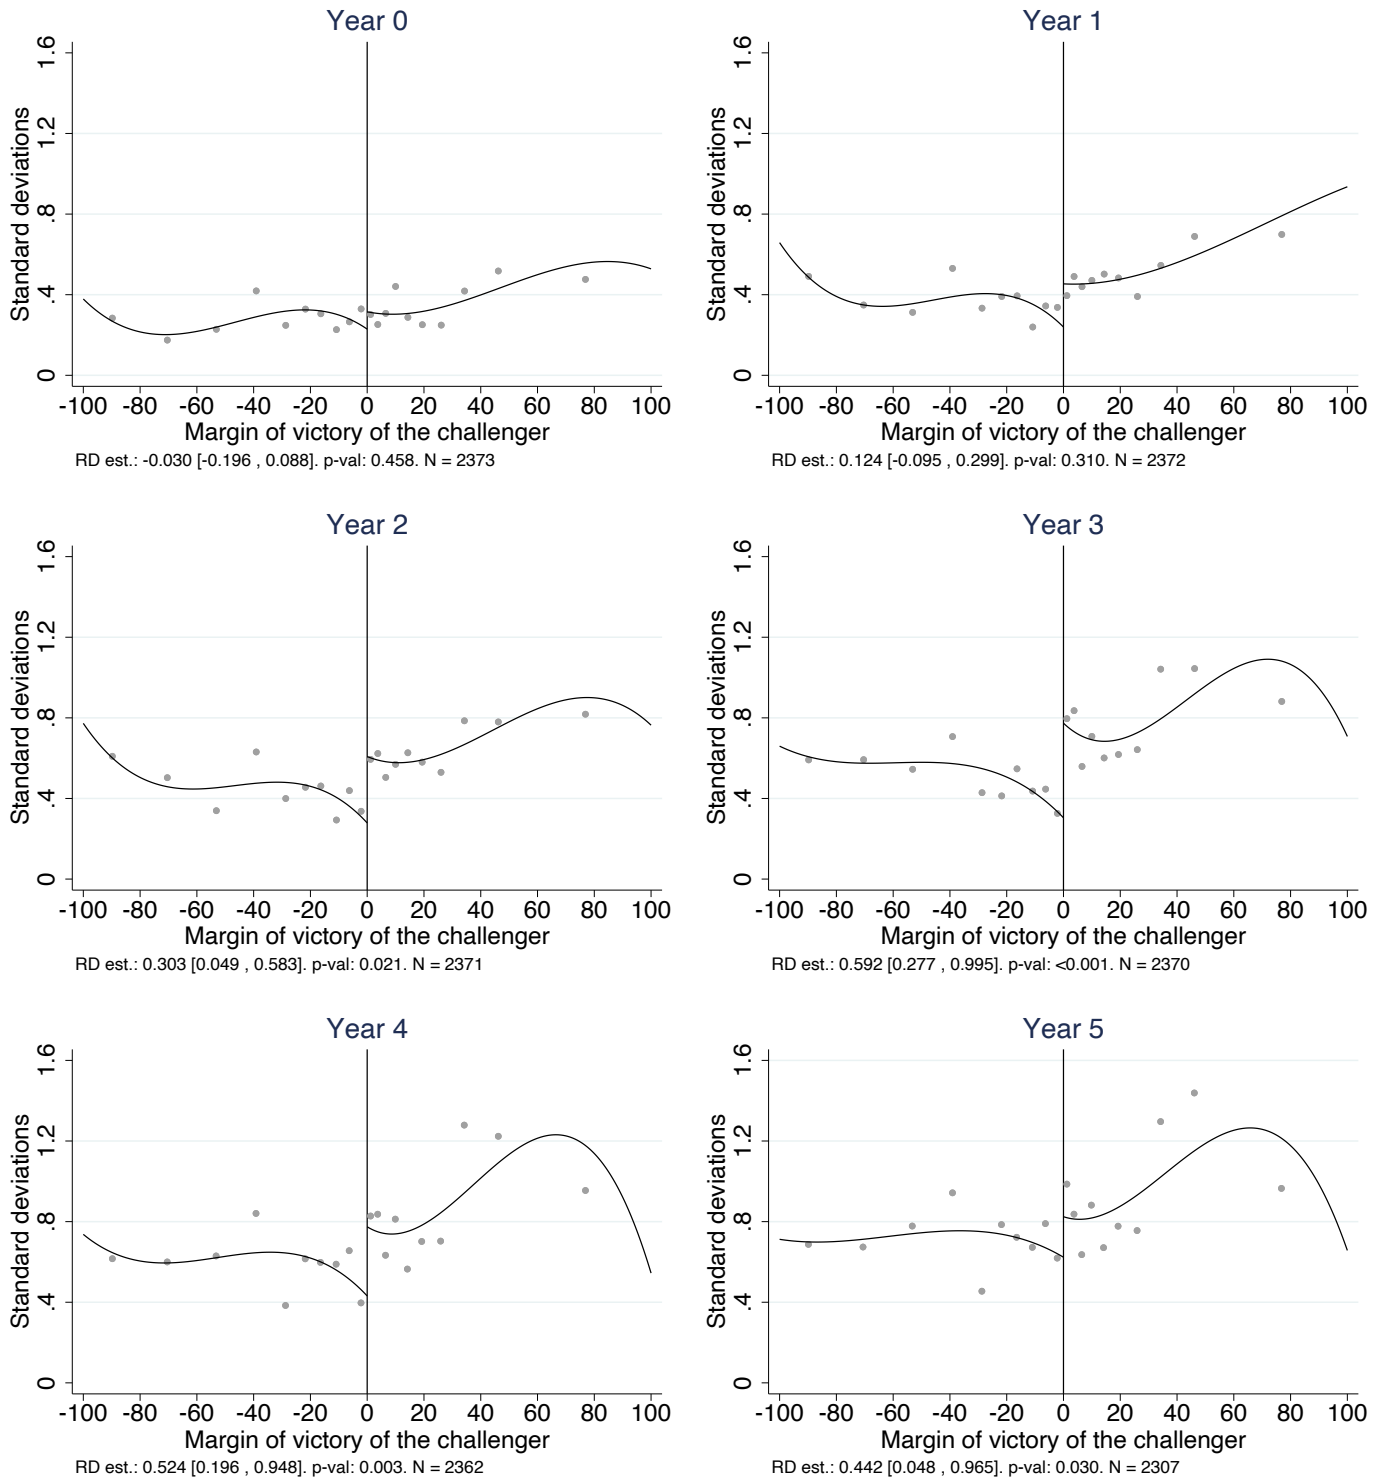 Year 0
Standard deviations
1.6
1.2
.8
.4
0
-100 -80 -60 -40 -20 0 20 40 60 80 100
Margin of victory of the challenger
RD est.: -0.030 [-0.196 , 0.088]. p-val: 0.458. N = 2373
Year 1
Standard deviations
1.6
1.2
.8
.4
0
-100 -80 -60 -40 -20 0 20 40 60 80 100
Margin of victory of the challenger
RD est.: 0.124 [-0.095 , 0.299]. p-val: 0.310. N = 2372
Year 2
Standard deviations
1.6
1.2
.8
.4
0
-100 -80 -60 -40 -20 0 20 40 60 80 100
Margin of victory of the challenger
RD est.: 0.303 [0.049 , 0.583]. p-val: 0.021. N = 2371
Year 3
Standard deviations
1.6
1.2
.8
.4
0
-100 -80 -60 -40 -20 0 20 40 60 80 100
Margin of victory of the challenger
RD est.: 0.592 [0.277 , 0.995]. p-val: <0.001. N = 2370
Year 4
Standard deviations
1.6
1.2
.8
.4
0
-100 -80 -60 -40 -20 0 20 40 60 80 100
Margin of victory of the challenger
RD est.: 0.524 [0.196 , 0.948]. p-val: 0.003. N = 2362
Year 5
Standard deviations
1.6
1.2
.8
.4
0
-100 -80 -60 -40 -20 0 20 40 60 80 100
Margin of victory of the challenger
RD est.: 0.442 [0.048 , 0.965]. p-val: 0.030. N = 2307